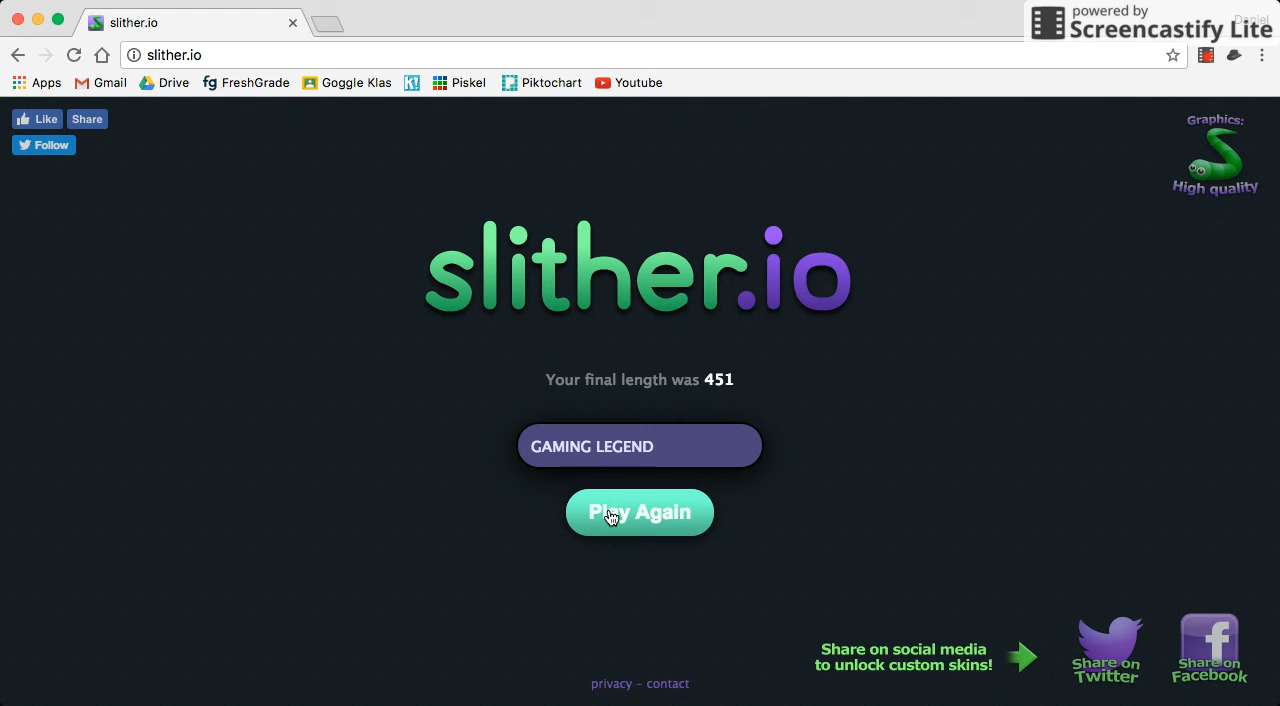 slither.io
powered by
Screencastify Lite
Daniel
slither.io
Apps Gmail Drive fg FreshGrade Goggle Klas K! Piskel Piktochart Youtube
Like Share
Follow
Graphics:
High quality
slither.io
Your final length was 451
GAMING LEGEND
Play Again
Share on social media
to unlock custom skins!
Share on
Twitter
Share on
Facebook
privacy - contact